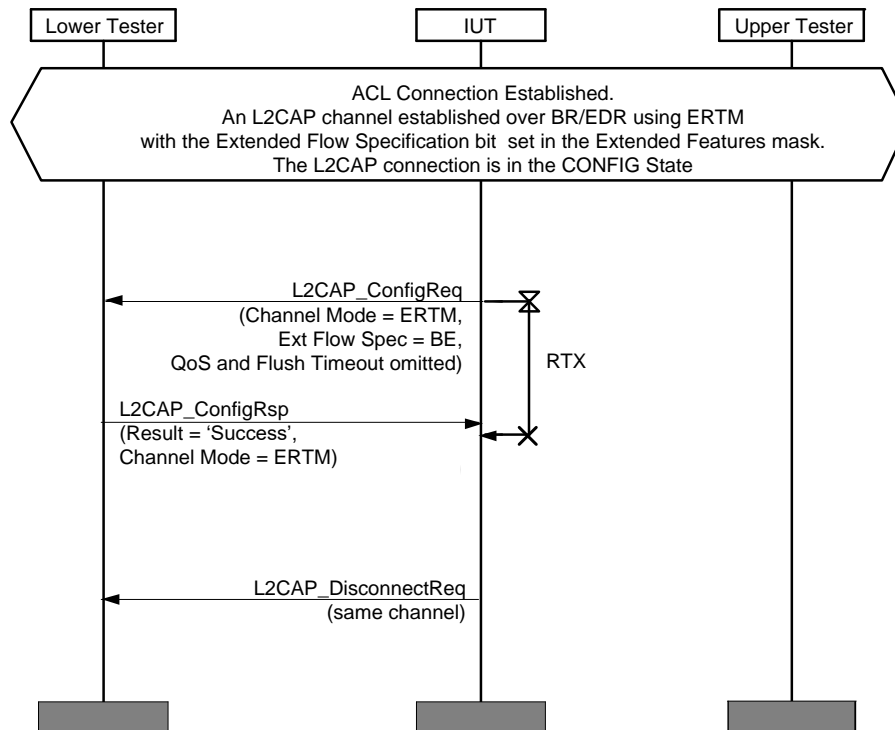 Lower Tester
IUT
Upper Tester
ACL Connection Established.
An L2CAP channel established over BR/EDR using ERTM
with the Extended Flow Specification bit set in the Extended Features mask.
The L2CAP connection is in the CONFIG State
L2CAP_ConfigReq
(Channel Mode = ERTM,
Ext Flow Spec = BE,
QoS and Flush Timeout omitted)
RTX
L2CAP_ConfigRsp
(Result = ‘Success’,
Channel Mode = ERTM)
L2CAP_DisconnectReq
(same channel)